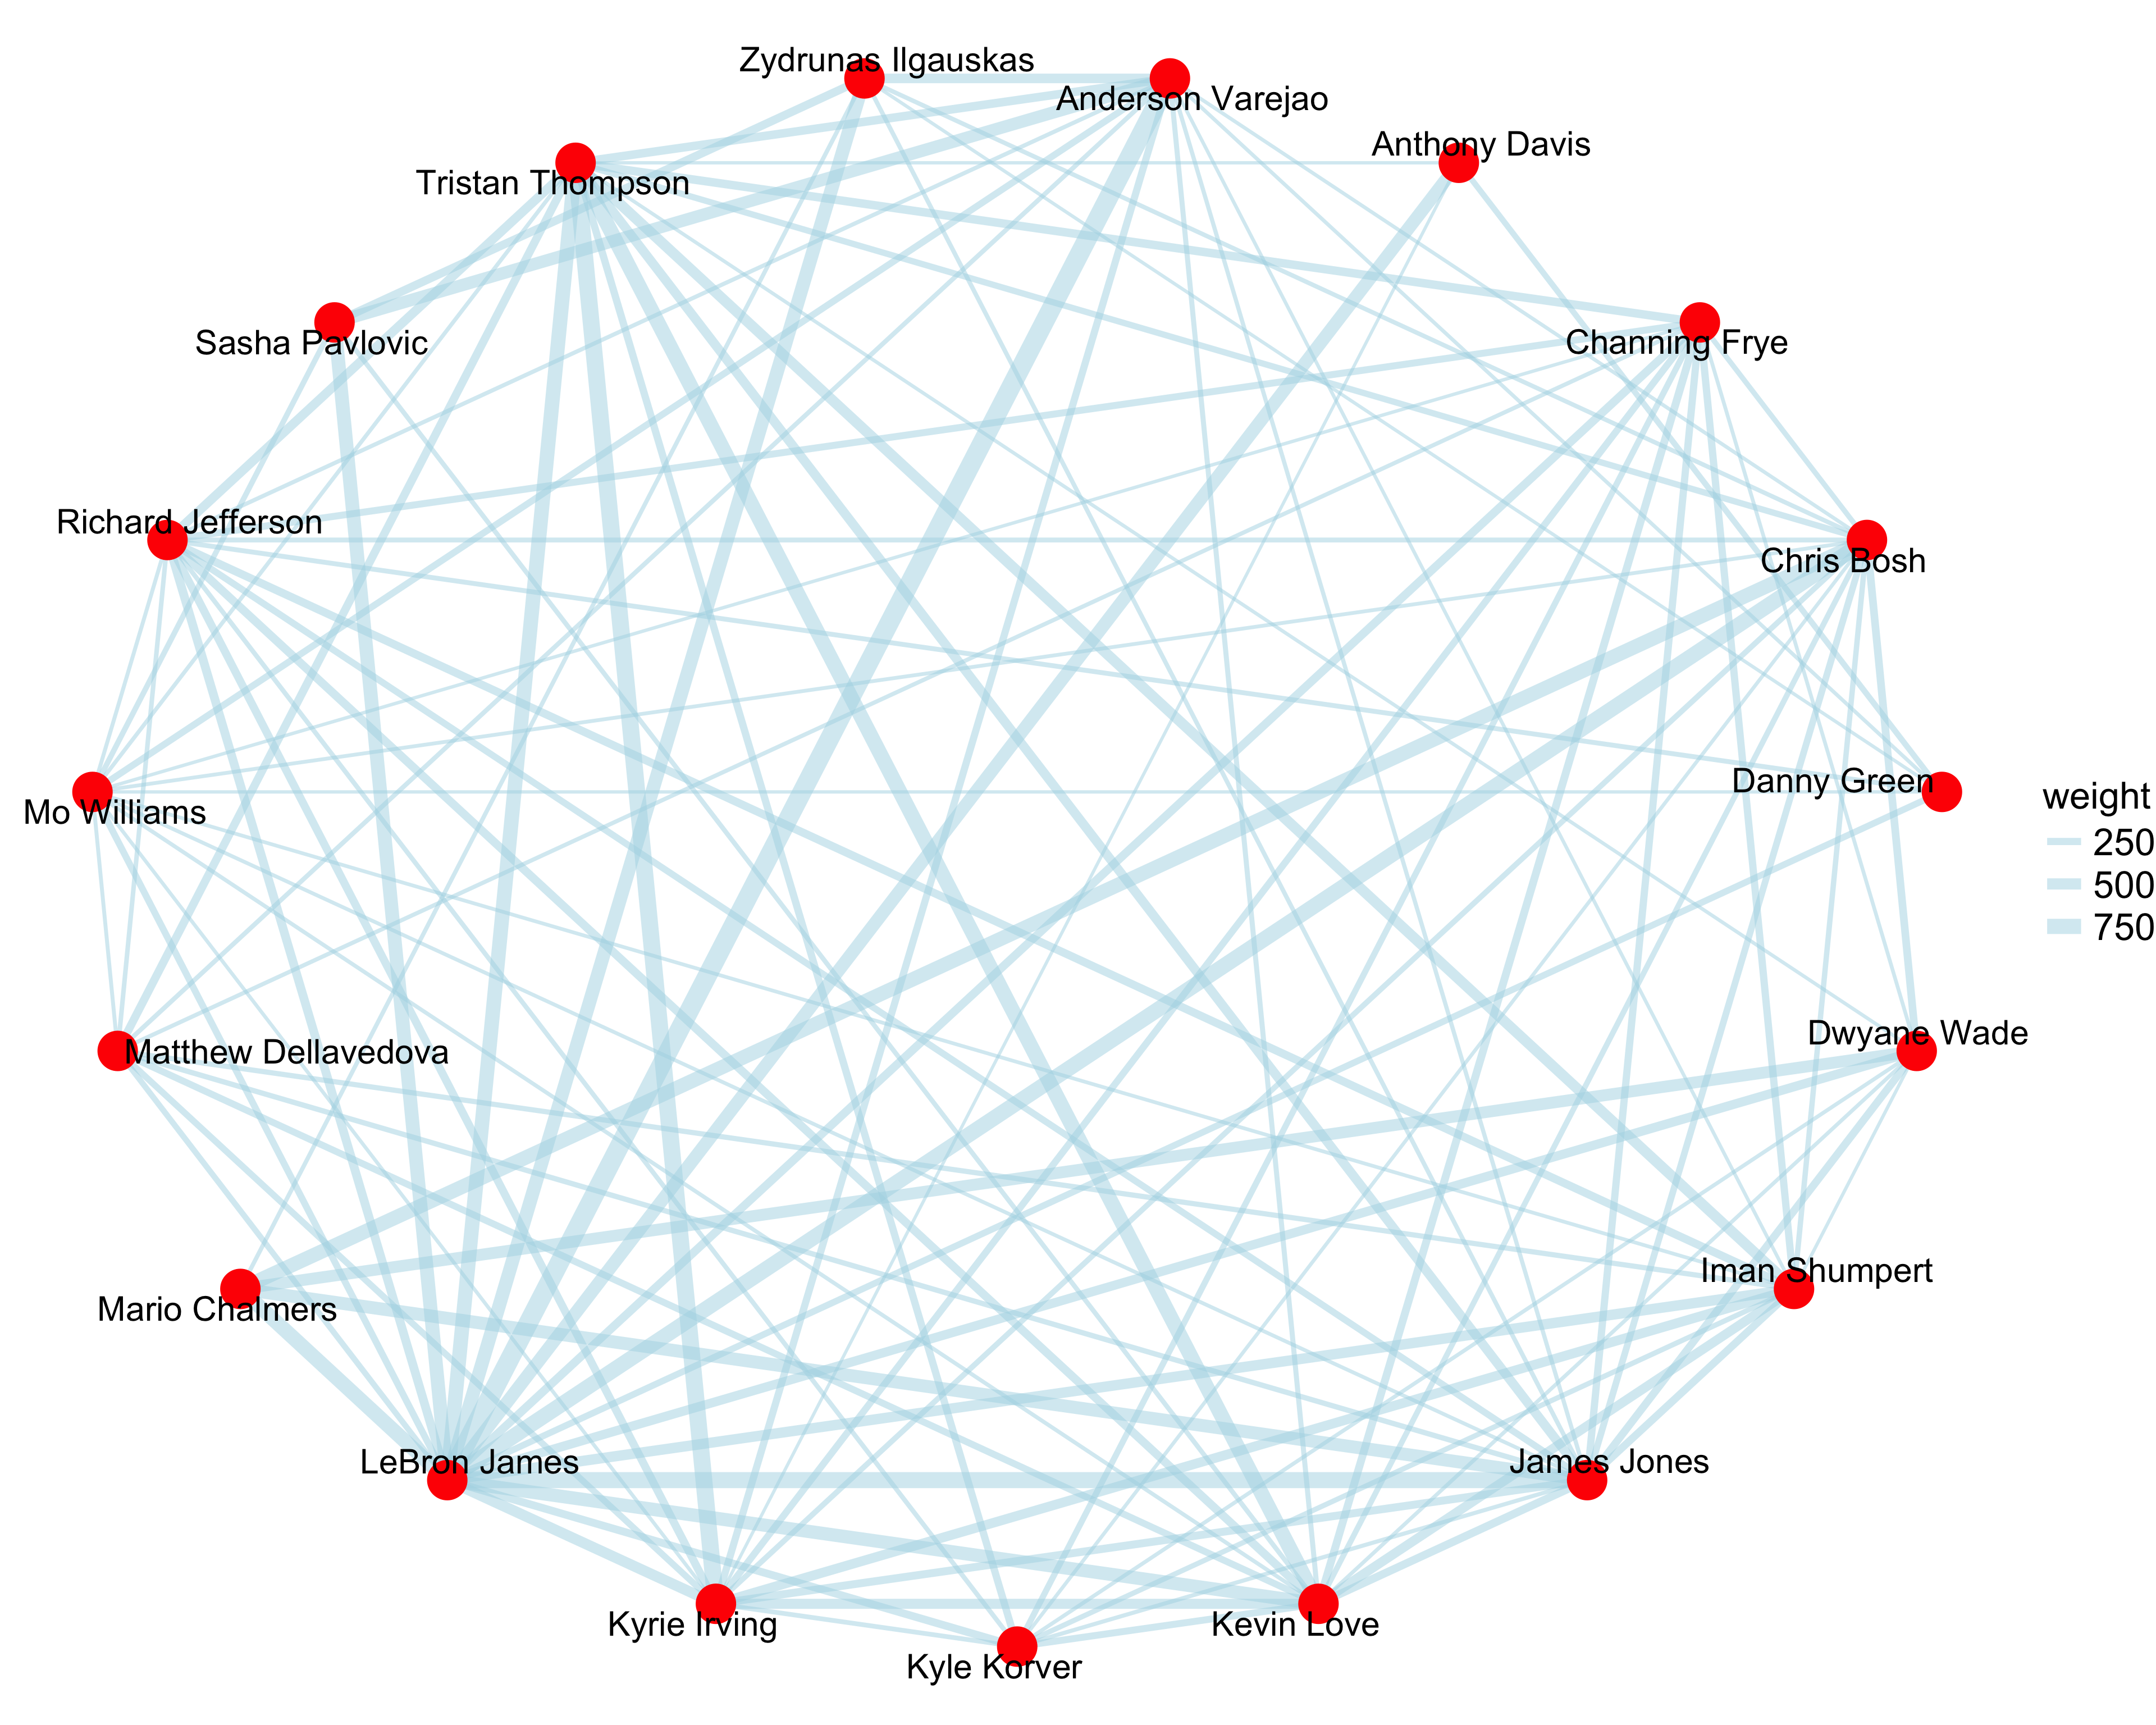 Zydrunas Ilgauskas
Anderson Varejao
Anthony Davis
Tristan Thompson
Sasha Pavlovic
Channing Frye
Richard Jefferson
Chris Bosh
Danny Green
Mo Williams
weight
250
500
750
Dwyane Wade
Matthew Dellavedova
Iman Shumpert
Mario Chalmers
LeBron James
James Jones
Kyrie Irving
Kevin Love
Kyle Korver